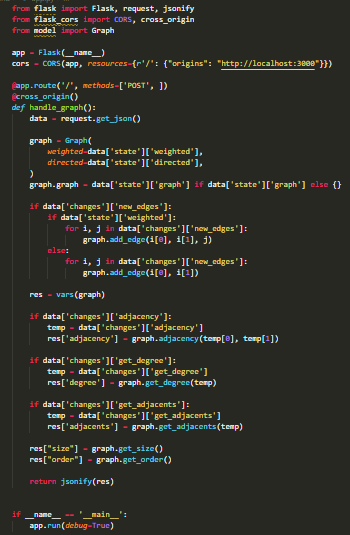 from flask import Flask, request, jsonify
from flask_cors import CORS, cross_origin
from model import Graph
app = Flask(__name__)
cors = CORS(app, resources={r'/': {"origins": "http://localhost:3000"}})
@app.route('/', methods=['POST', ])
@cross_origin()
def handle_graph():
data = request.get_json()
graph = Graph(
weighted=data['state']['weighted'],
directed=data['state']['directed'],
)
graph.graph = data['state']['graph'] if data['state']['graph'] else {}
if data['changes']['new_edges']:
if data['state']['weighted']:
for i, j in data['changes']['new_edges']:
graph.add_edge(i[0], i[1], j)
else:
for i, j in data['changes']['new_edges']:
graph.add_edge(i[0], i[1])
res = vars(graph)
if data['changes']['adjacency']:
temp = data['changes']['adjacency']
res['adjacency'] = graph.adjacency(temp[0], temp[1])
if data['changes']['get_degree']:
temp = data['changes']['get_degree']
res['degree'] = graph.get_degree(temp)
if data['changes']['get_adjacents']:
temp = data['changes']['get_adjacents']
res['adjacents'] = graph.get_adjacents(temp)
res["size"] = graph.get_size()
res["order"] = graph.get_order()
return jsonify(res)
if __name__ == '__main__':
app.run(debug=True)